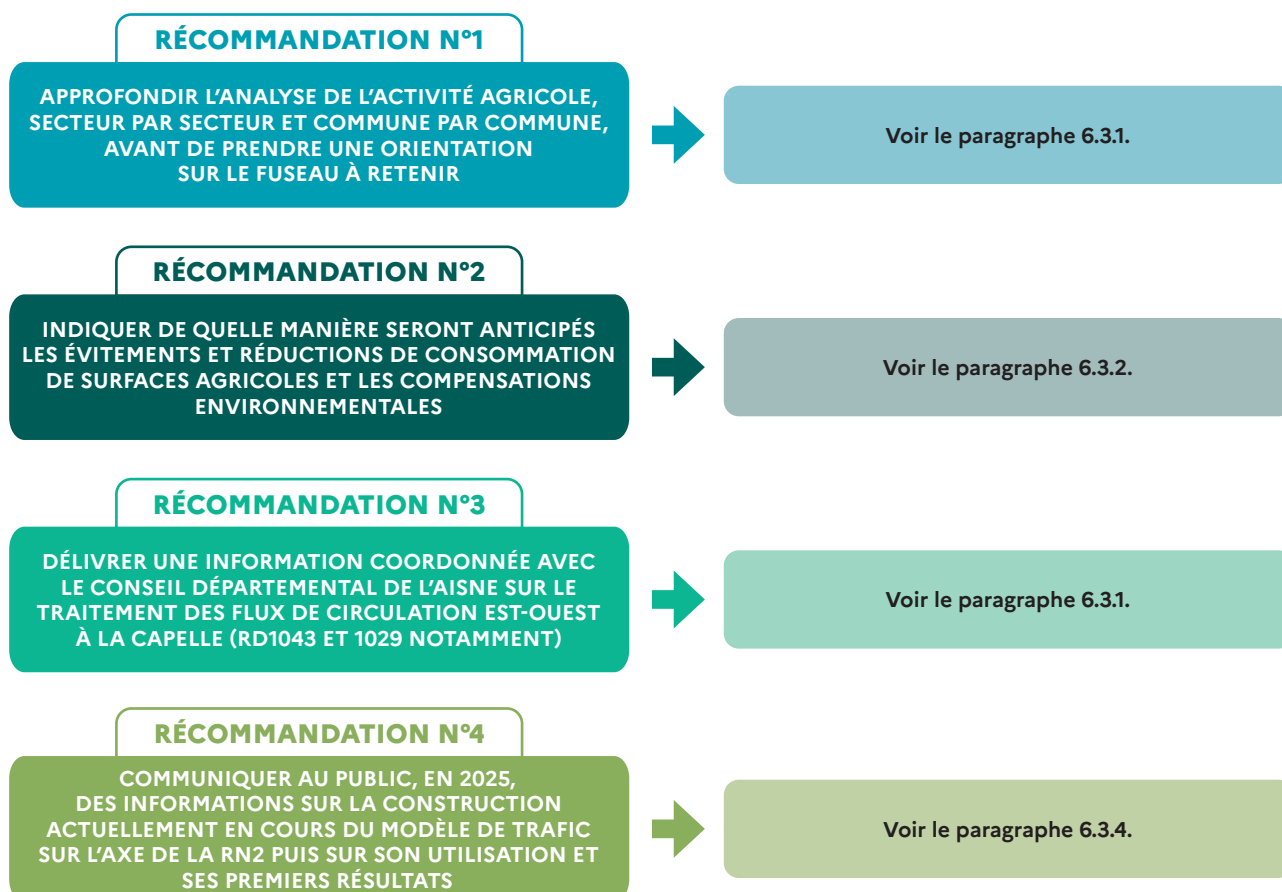 RÉCOMMANDATION N°1
APPROFONDIR L'ANALYSE DE L'ACTIVITÉ AGRICOLE,
SECTEUR PAR SECTEUR ET COMMUNE PAR COMMUNE,
AVANT DE PRENDRE UNE ORIENTATION
SUR LE FUSEAU À RETENIR
Voir le paragraphe 6.3.1.
RÉCOMMANDATION N°2
INDIQUER DE QUELLE MANIÈRE SERONT ANTICIPÉS
LES ÉVITEMENTS ET RÉDUCTIONS DE CONSOMMATION
DE SURFACES AGRICOLES ET LES COMPENSATIONS
ENVIRONNEMENTALES
Voir le paragraphe 6.3.2.
RÉCOMMANDATION N°3
DÉLIVRER UNE INFORMATION COORDONNÉE AVEC
LE CONSEIL DÉPARTEMENTAL DE L'AISNE SUR LE
TRAITEMENT DES FLUX DE CIRCULATION EST-OUEST
À LA CAPELLE (RD1043 ET 1029 NOTAMMENT)
Voir le paragraphe 6.3.1.
RÉCOMMANDATION N°4
COMMUNIQUER AU PUBLIC, EN 2025,
DES INFORMATIONS SUR LA CONSTRUCTION
ACTUELLEMENT EN COURS DU MODÈLE DE TRAFIC
SUR L'AXE DE LA RN2 PUIS SUR SON UTILISATION ET
SES PREMIERS RÉSULTATS
Voir le paragraphe 6.3.4.